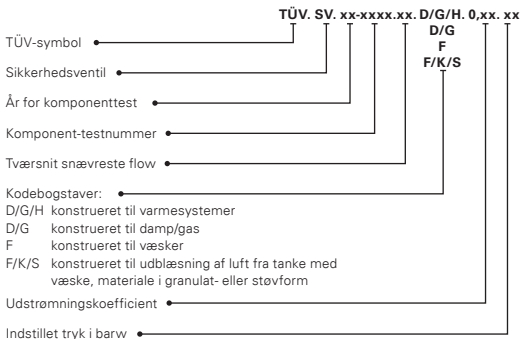 TÜV. SV. xx-xxxx.xx. D/G/H. 0,xx. xx
D/G
F
F/K/S
TÜV-symbol
Sikkerhedsventil
År for komponenttest
Komponent-testnummer
Tværsnit snævreste flow
Kodebogstaver:
D/G/H konstrueret til varmesystemer
D/G konstrueret til damp/gas
F konstrueret til væsker
F/K/S konstrueret til udblæsning af luft fra tanke med
væske, materiale i granulat- eller støvform
Udstrømningskoefficient
Indstillet tryk i barw